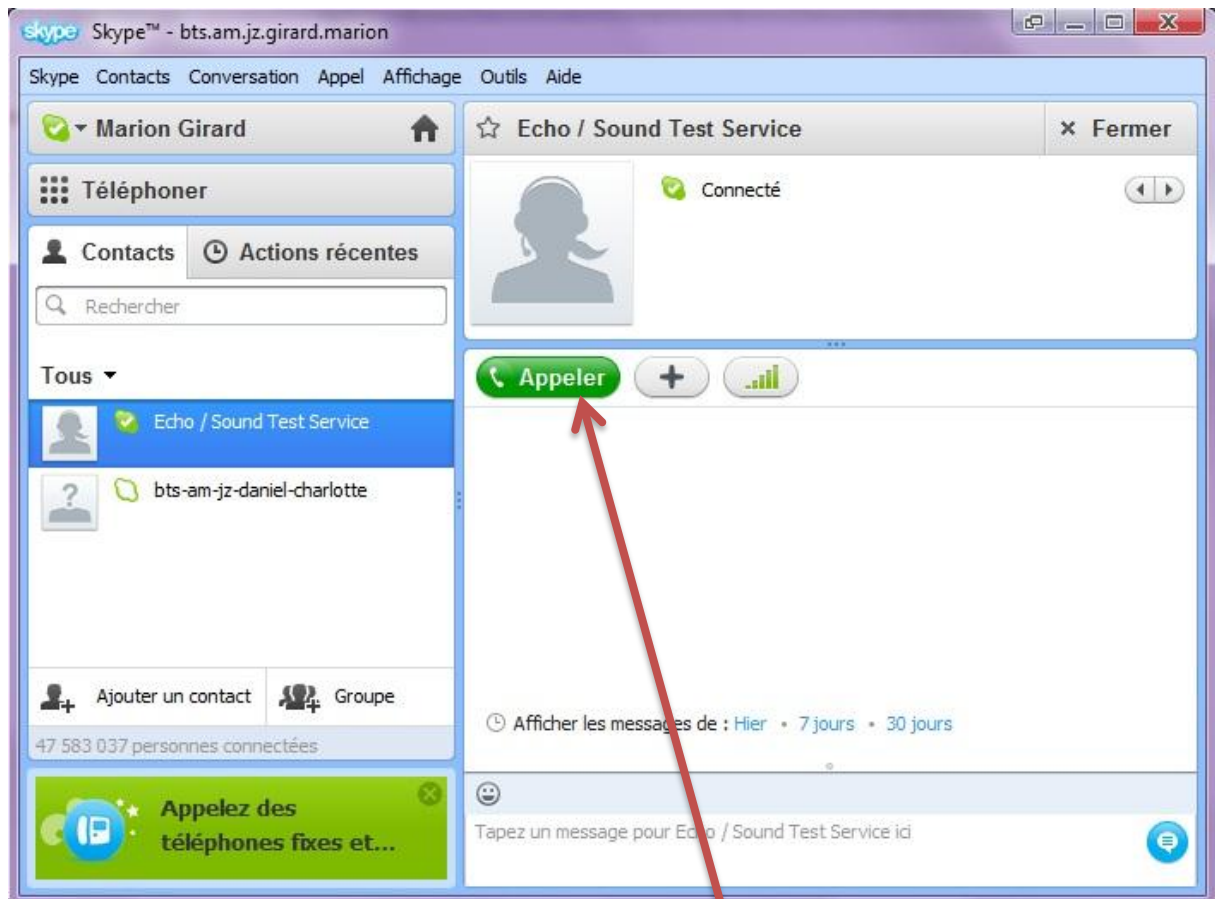 skype Skype™ - bts.am.jz.girard.marion
Skype Contacts Conversation Appel Affichage Outils Aide
Marion Girard
Téléphoner
Contacts Actions récentes
Rechercher
Tous
Echo / Sound Test Service
bts-am-jz-daniel-charlotte
Ajouter un contact Groupe
47 583 037 personnes connectées
Appelez des
téléphones fixes et...
Echo / Sound Test Service × Fermer
Connecté
Appeler
Afficher les messages de : Hier • 7 jours • 30 jours
Tapez un message pour Echo / Sound Test Service ici